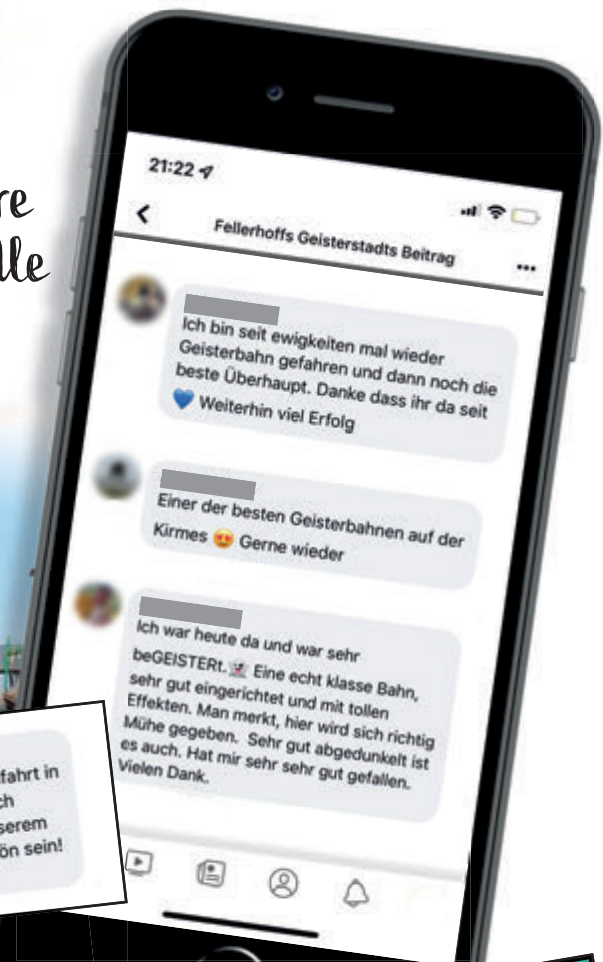 re
lle
21:22
Fellerhoffs Geisterstadts Beitrag
Ich bin seit ewigkeiten mal wieder
Geisterbahn gefahren und dann noch die
beste Überhaupt. Danke dass ihr da seit
💙 Weiterhin viel Erfolg
Einer der besten Geisterbahnen auf der
Kirmes 😍 Gerne wieder
Ich war heute da und war sehr
beGEISTERt. 👻 Eine echt klasse Bahn,
sehr gut eingerichtet und mit tollen
Effekten. Man merkt, hier wird sich richtig
Mühe gegeben. Sehr gut abgedunkelt ist
es auch. Hat mir sehr sehr gut gefallen.
Vielen Dank.
fahrt in
ch
serem
ön sein!